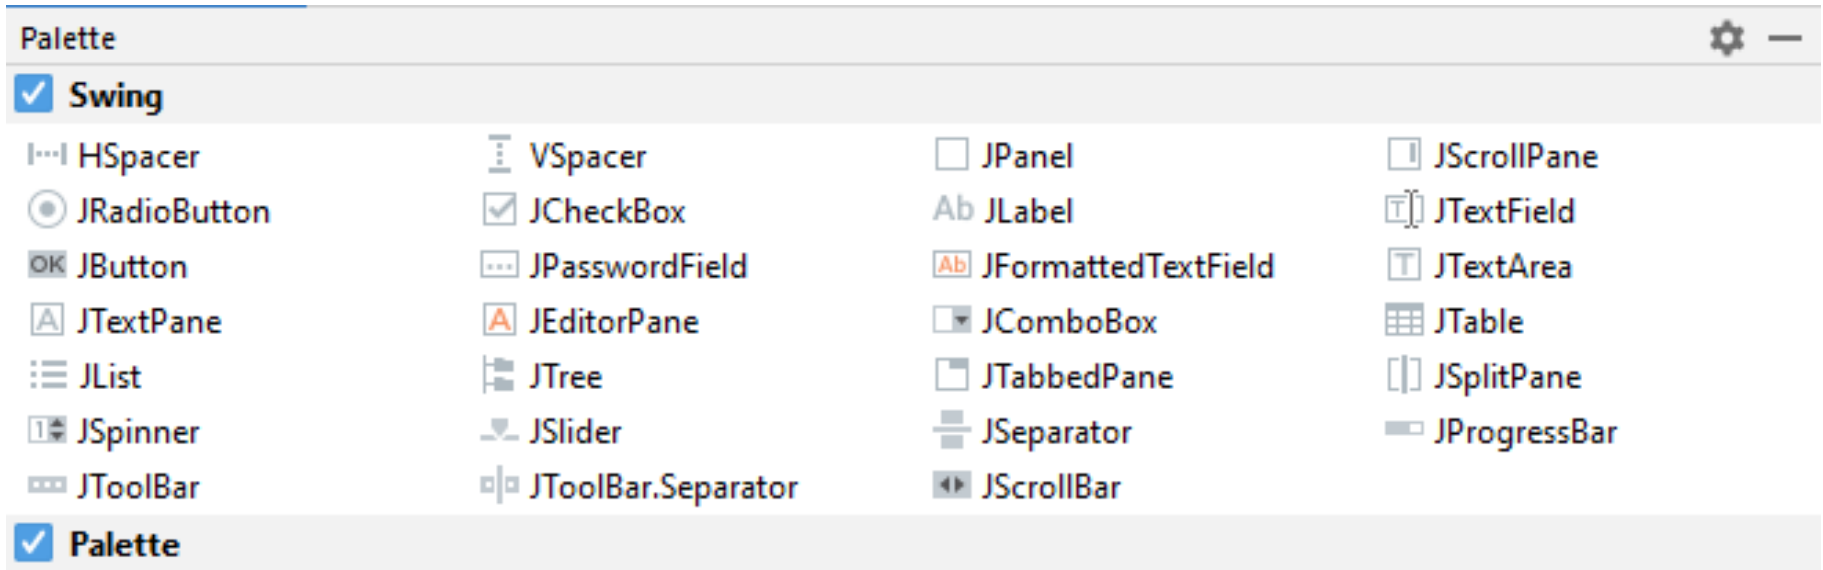 Palette
Swing
HSpacer VSpacer JPanel JScrollPane
JRadioButton JCheckBox Ab JLabel T JTextField
OK JButton JPasswordField Ab JFormattedTextField T JTextArea
A JTextPane A JEditorPane JComboBox JTable
JList JTree JTabbedPane JSplitPane
1 JSpinner JSlider JSeparator JProgressBar
JToolBar JToolBar.Separator JScrollBar
Palette